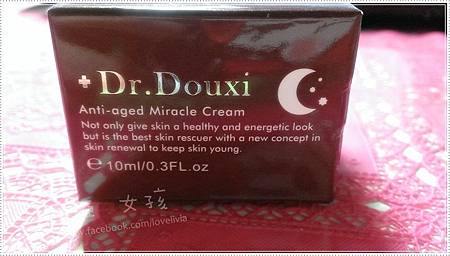 Dr.Douxi
Anti-aged Miracle Cream
Not only give skin a healthy and energetic look
but is the best skin rescuer with a new concept in
skin renewal to keep skin young.
℮10ml/0.3FL.oz
女孩
.facebook.com/lovelivia